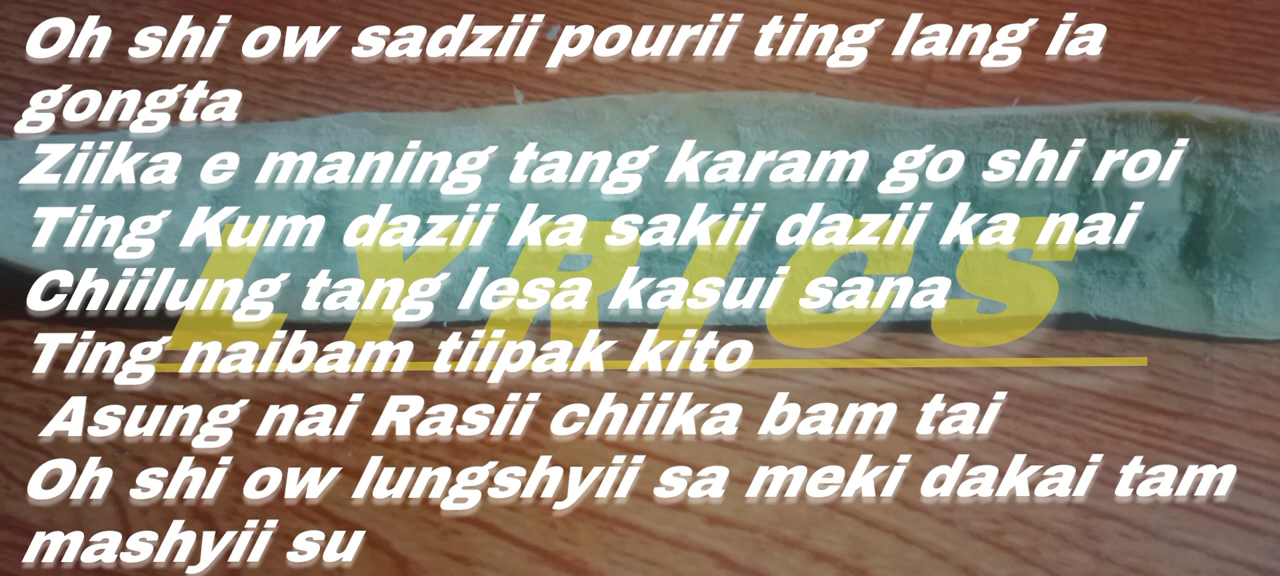 Oh shi ow sadzii pourii ting lang ia
gongta
Ziika e maning tang karam go shi roi
Ting Kum dazii ka sakii dazii ka nai
Chiilung tang lesa kasui sana
Ting naibam tiipak kito
Asung nai Rasii chiika bam tai
Oh shi ow lungshyii sa meki dakai tam
mashyii su
LYRICS